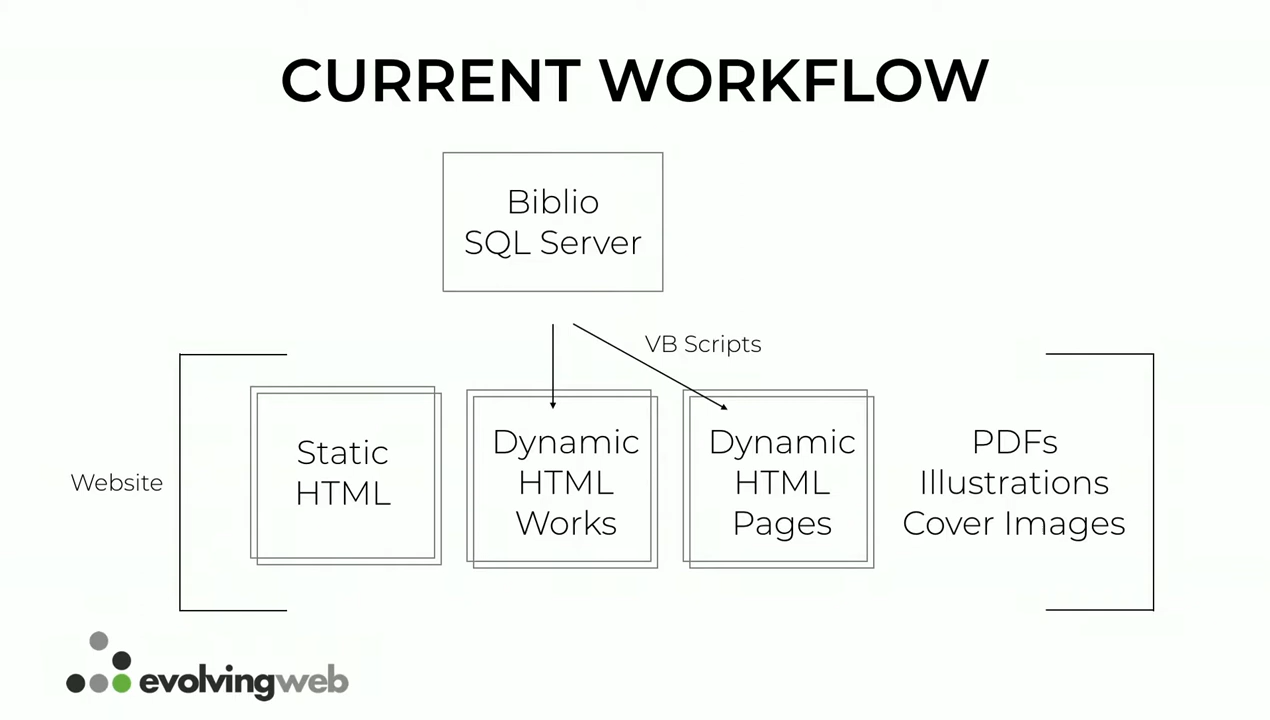 CURRENT WORKFLOW
Biblio
SQL Server
VB Scripts
Website
Static
HTML
Dynamic
HTML
Works
Dynamic
HTML
Pages
PDFs
Illustrations
Cover Images
evolvingweb